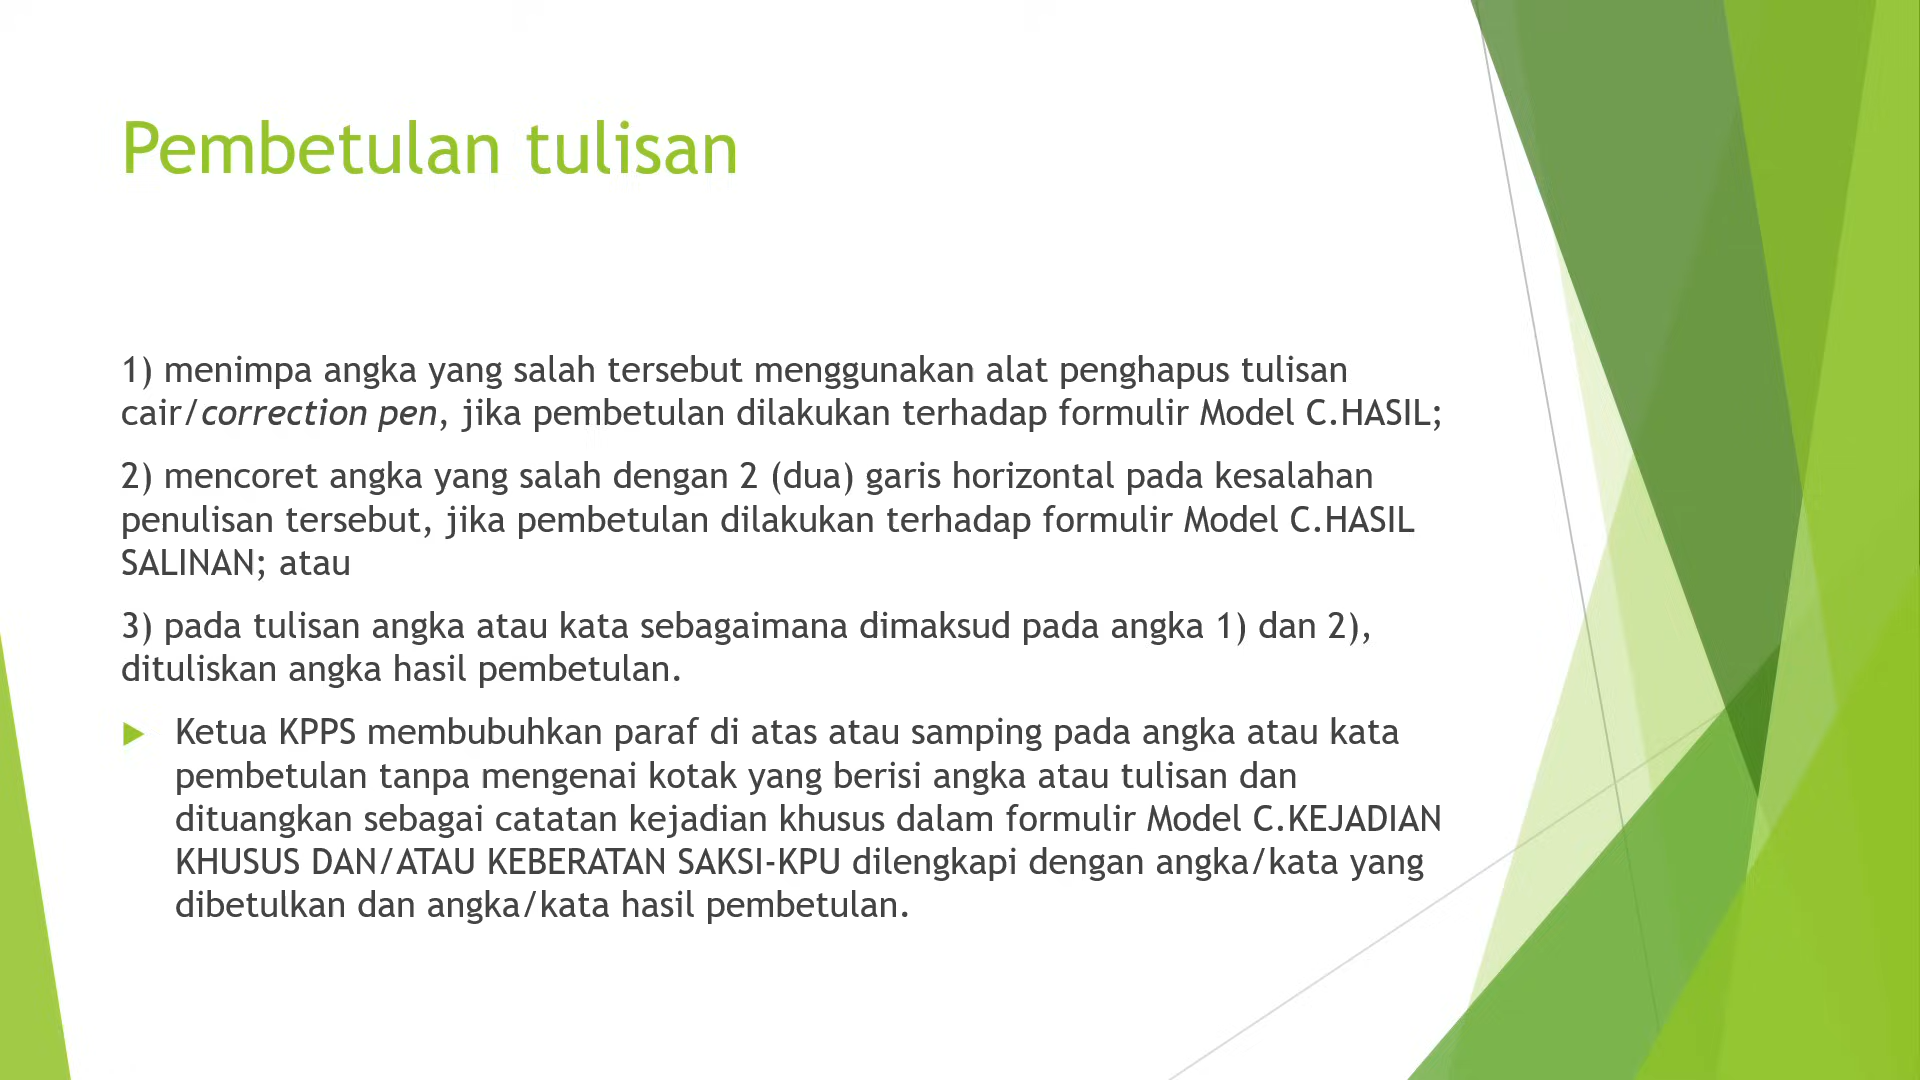 Pembetulan tulisan
1) menimpa angka yang salah tersebut menggunakan alat penghapus tulisan
cair/correction pen, jika pembetulan dilakukan terhadap formulir Model C.HASIL;
2) mencoret angka yang salah dengan 2 (dua) garis horizontal pada kesalahan
penulisan tersebut, jika pembetulan dilakukan terhadap formulir Model C.HASIL
SALINAN; atau
3) pada tulisan angka atau kata sebagaimana dimaksud pada angka 1) dan 2),
dituliskan angka hasil pembetulan.
Ketua KPPS membubuhkan paraf di atas atau samping pada angka atau kata
pembetulan tanpa mengenai kotak yang berisi angka atau tulisan dan
dituangkan sebagai catatan kejadian khusus dalam formulir Model C.KEJADIAN
KHUSUS DAN/ATAU KEBERATAN SAKSI-KPU dilengkapi dengan angka/kata yang
dibetulkan dan angka/kata hasil pembetulan.